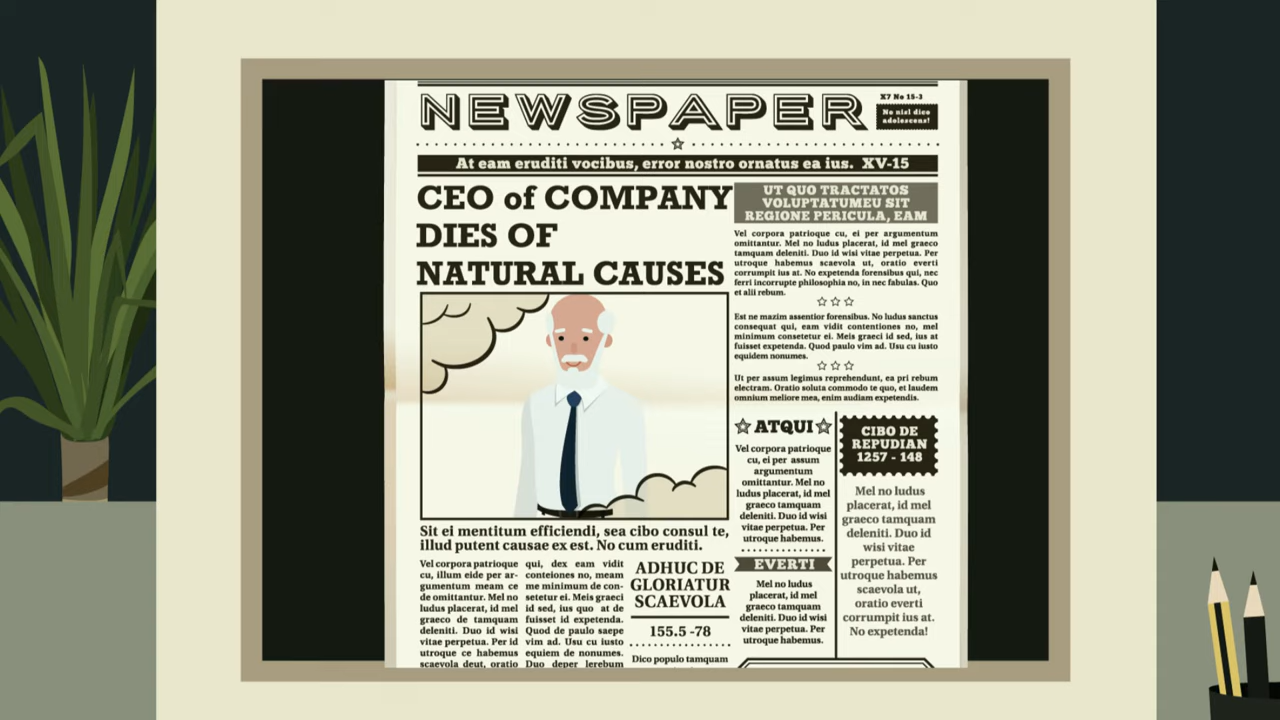 NEWSPAPER
X7 No 15-3
No nisl dico
adolescens!
At eam eruditi vocibus, error nostro ornatus ea ius. XV-15
CEO of COMPANY
DIES OF
NATURAL CAUSES
Sit ei mentitum efficiendi, sea cibo consul te,
illud putent causae ex est. No cum eruditi.
Vel corpora patrioque
cu, illum eide per ar-
gumentum meam ce
de omittantur. Mel no
ludus placerat, id mel
graeco de tamquam
deleniti. Duo id wisi
vitae perpetua. Per id
utroque ce habemus
scaevola deut, oratio
qui, dex eam vidit
conteiones no, meam
me minimum de con-
setetur ei. Meis graeci
id sed, ius quo at de
fuisset id expetenda.
Quod de paulo saepe
vim ad. Usu cu iusto
equiem de nonumes.
Duo deper lerebum
ADHUC DE
GLORIATUR
SCAEVOLA
155.5 -78
Dico populo tamquam
UT QUO TRACTATOS
VOLUPTATUMEU SIT
REGIONE PERICULA, EAM
Vel corpora patrioque cu, ei per argumentum
omittantur. Mel no ludus placerat, id mel graeco
tamquam deleniti. Duo id wisi vitae perpetua. Per
utroque habemus scaevola ut, oratio everti
corrumpit ius at. No expetenda forensibus qui, nec
ferri incorrupte philosophia no, in nec fabulas. Quo
et alii rebum.
Est ne mazim assentior forensibus. No ludus sanctus
consequat qui, eam vidit contentiones no, mel
minimum consetetur ei. Meis graeci id sed, ius at
fuisset expetenda. Quod paulo vim ad. Usu cu iusto
equidem nonumes.
Ut per assum legimus reprehendunt, ea pri rebum
electram. Oratio soluta commodo te quo, et laudem
omnium meliore mea, enim audiam expetendis.
ATQUI
Vel corpora patrioque
cu, ei per assum
argumentum
omittantur. Mel no
ludus placerat, id mel
graeco tamquam
deleniti. Duo id wisi
vitae perpetua. Per
utroque habemus.
EVERTI
Mel no ludus
placerat, id mel
graeco tamquam
deleniti. Duo id wisi
vitae perpetua. Per
utroque habemus.
CIBO DE
REPUDIAN
1257 - 148
Mel no ludus
placerat, id mel
graeco tamquam
deleniti. Duo id
wisi vitae
perpetua. Per
utroque habemus
scaevola ut,
oratio everti
corrumpit ius at.
No expetenda!